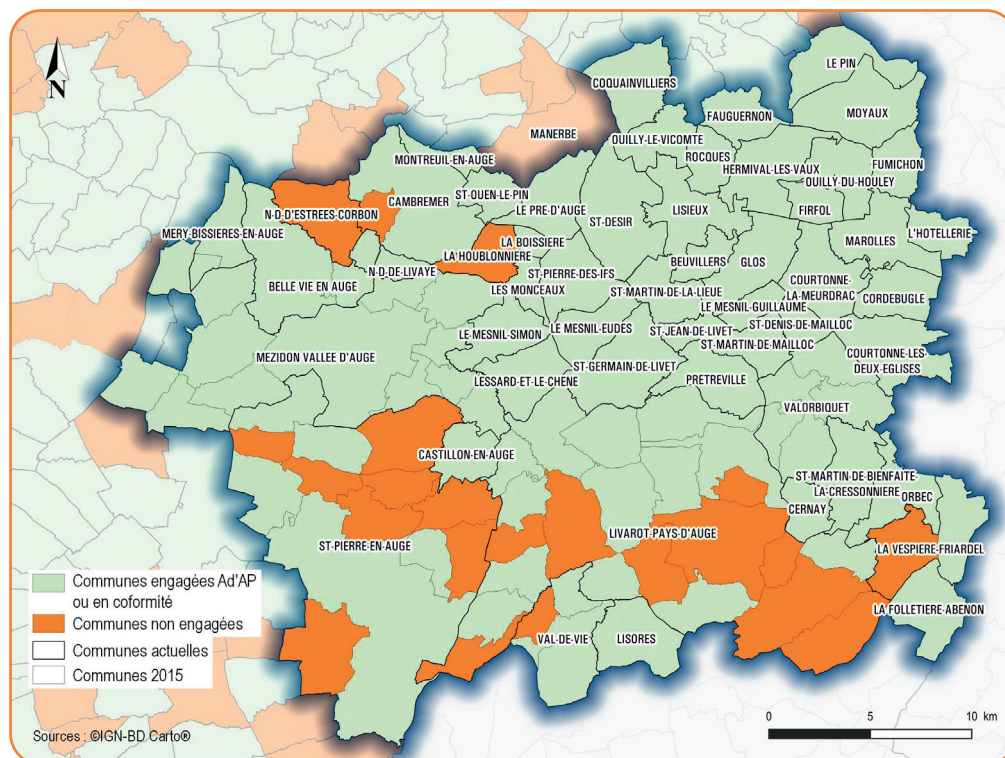 N
LE PIN
COQUAINVILLIERS
MOYAUX
FAUGUERNON
MANERBE
OUILLY-LE-VICOMTE
ROCQUES
MONTREUIL-EN-AUGE
HERMIVAL-LES-VAUX
FUMICHON
OUILLY-DU-HOULEY
ST-OUEN-LE-PIN
CAMBREMER
LE PRE-D'AUGE
LISIEUX
FIRFOL
N-D-D'ESTREES-CORBON
ST-DESIR
MERY-BISSIERES-EN-AUGE
L'HOTELLERIE
LA BOISSIERE
MAROLLES
LA HOUBLONNIERE
BEUVILLERS
GLOS
N-D-DE-LIVAYE
ST-PIERRE-DES-IFS
COURTONNE-
LA-MEURDRAC
BELLE VIE EN AUGE
LES MONCEAUX
ST-MARTIN-DE-LA-LIEUE
CORDEBUGLE
LE MESNIL-GUILLAUME
LE MESNIL-SIMON
LE MESNIL-EUDES
ST-JEAN-DE-LIVET
ST-DENIS-DE-MAILLOC
ST-MARTIN-DE-MAILLOC
MEZIDON VALLEE D'AUGE
COURTONNE-LES-
DEUX-EGLISES
ST-GERMAIN-DE-LIVET
LESSARD-ET-LE-CHENE
PRETREVILLE
VALORBIQUET
CASTILLON-EN-AUGE
ST-MARTIN-DE-BIENFAITE-
LA-CRESSONNIERE
ORBEC
CERNAY
LIVAROT-PAYS-D'AUGE
ST-PIERRE-EN-AUGE
LA VESPIERE-FRIARDEL
LA FOLLETIERE-ABENON
VAL-DE-VIE
LISORES
Communes engagées Ad'AP
ou en coformité
Communes non engagées
Communes actuelles
Communes 2015
0 5 10 km
Sources : ©IGN-BD Carto®